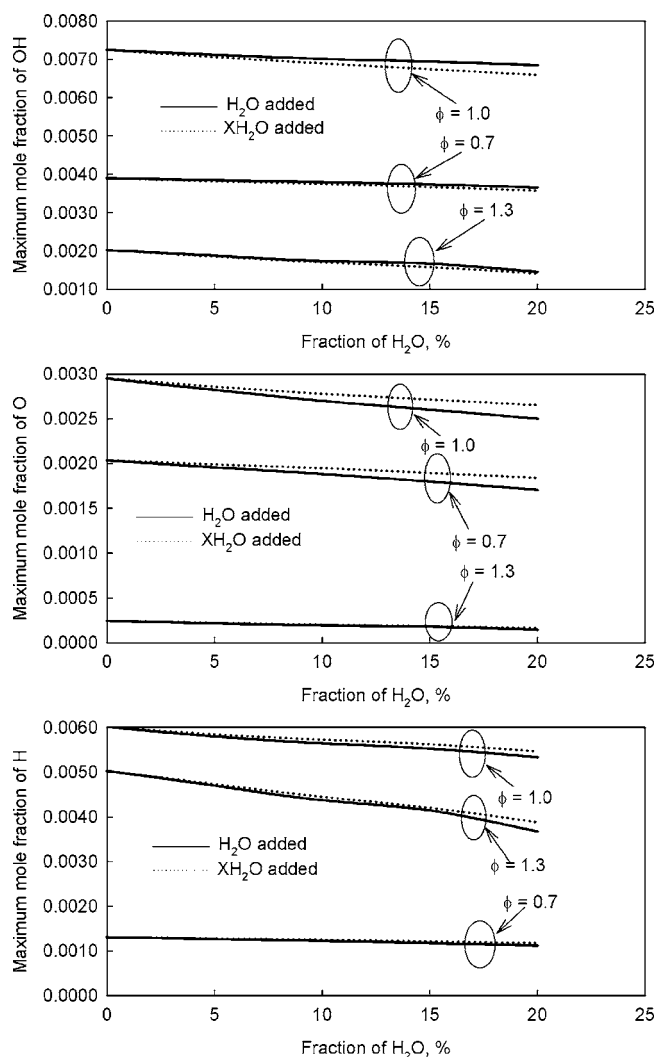 Maximum mole fraction of OH
0.0080
0.0070
0.0060
0.0050
0.0040
0.0030
0.0020
0.0010
H₂O added
XH₂O added
ϕ = 1.0
ϕ = 0.7
ϕ = 1.3
0 5 10 15 20 25
Fraction of H₂O, %
Maximum mole fraction of O
0.0030
0.0025
0.0020
0.0015
0.0010
0.0005
0.0000
ϕ = 1.0
H₂O added
XH₂O added
ϕ = 0.7
ϕ = 1.3
0 5 10 15 20 25
Fraction of H₂O, %
Maximum mole fraction of H
0.0060
0.0050
0.0040
0.0030
0.0020
0.0010
0.0000
ϕ = 1.0
H₂O added
XH₂O added
ϕ = 1.3
ϕ = 0.7
0 5 10 15 20 25
Fraction of H₂O, %